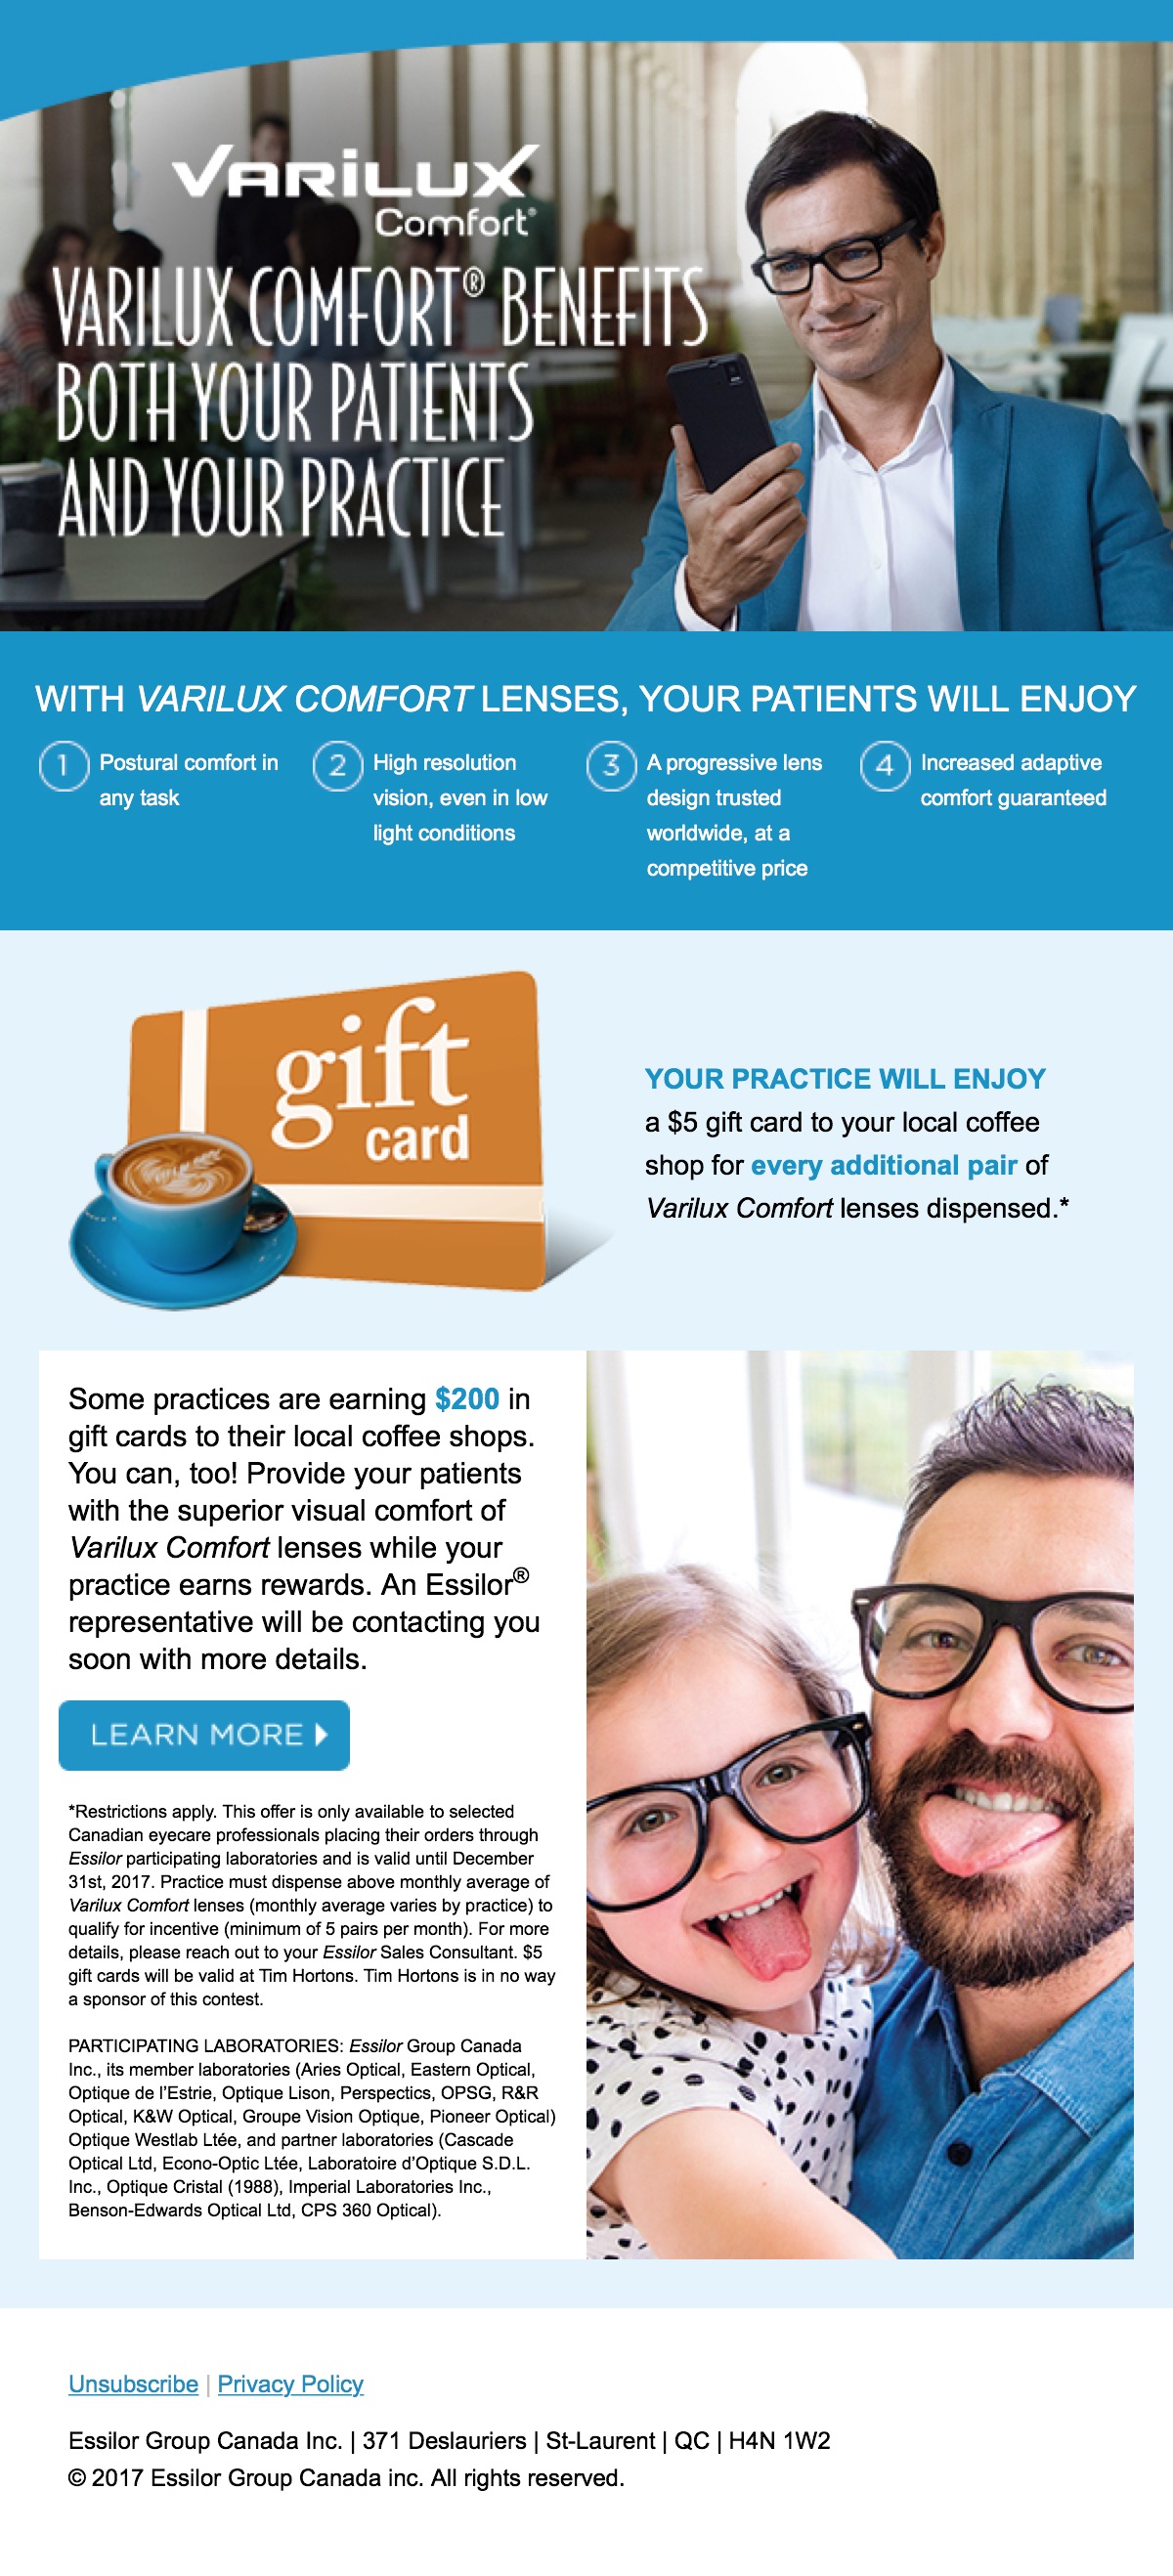 VARILUX
Comfort®
VARILUX COMFORT® BENEFITS
BOTH YOUR PATIENTS
AND YOUR PRACTICE
WITH VARILUX COMFORT LENSES, YOUR PATIENTS WILL ENJOY
1 Postural comfort in
any task
2 High resolution
vision, even in low
light conditions
3 A progressive lens
design trusted
worldwide, at a
competitive price
4 Increased adaptive
comfort guaranteed
gift
card
YOUR PRACTICE WILL ENJOY
a $5 gift card to your local coffee
shop for every additional pair of
Varilux Comfort lenses dispensed.*
Some practices are earning $200 in
gift cards to their local coffee shops.
You can, too! Provide your patients
with the superior visual comfort of
Varilux Comfort lenses while your
practice earns rewards. An Essilor®
representative will be contacting you
soon with more details.
LEARN MORE
*Restrictions apply. This offer is only available to selected
Canadian eyecare professionals placing their orders through
Essilor participating laboratories and is valid until December
31st, 2017. Practice must dispense above monthly average of
Varilux Comfort lenses (monthly average varies by practice) to
qualify for incentive (minimum of 5 pairs per month). For more
details, please reach out to your Essilor Sales Consultant. $5
gift cards will be valid at Tim Hortons. Tim Hortons is in no way
a sponsor of this contest.
PARTICIPATING LABORATORIES: Essilor Group Canada
Inc., its member laboratories (Aries Optical, Eastern Optical,
Optique de l’Estrie, Optique Lison, Perspectics, OPSG, R&R
Optical, K&W Optical, Groupe Vision Optique, Pioneer Optical)
Optique Westlab Ltée, and partner laboratories (Cascade
Optical Ltd, Econo-Optic Ltée, Laboratoire d’Optique S.D.L.
Inc., Optique Cristal (1988), Imperial Laboratories Inc.,
Benson-Edwards Optical Ltd, CPS 360 Optical).
Unsubscribe | Privacy Policy
Essilor Group Canada Inc. | 371 Deslauriers | St-Laurent | QC | H4N 1W2
© 2017 Essilor Group Canada inc. All rights reserved.